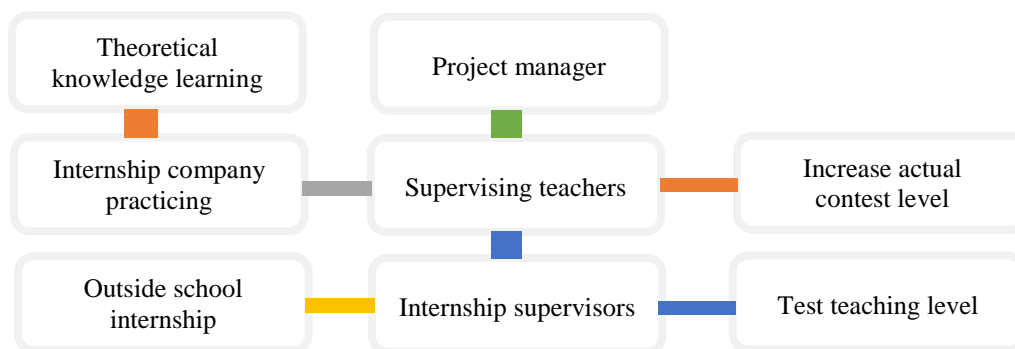 Theoretical
knowledge learning
Project manager
Internship company
practicing
Supervising teachers
Increase actual
contest level
Outside school
internship
Internship supervisors
Test teaching level